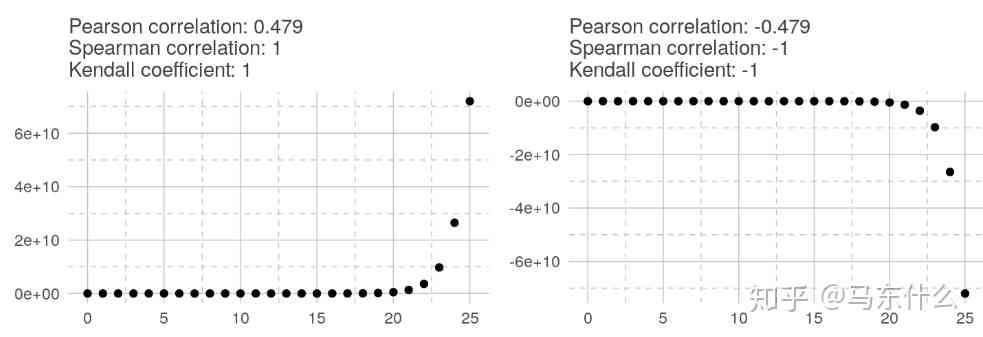 Pearson correlation: 0.479
Spearman correlation: 1
Kendall coefficient: 1
6e+10
4e+10
2e+10
0e+00
0 5 10 15 20 25
Pearson correlation: -0.479
Spearman correlation: -1
Kendall coefficient: -1
0e+00
-2e+10
-4e+10
-6e+10
0 5 10 15 20 25
知乎 @马东什么